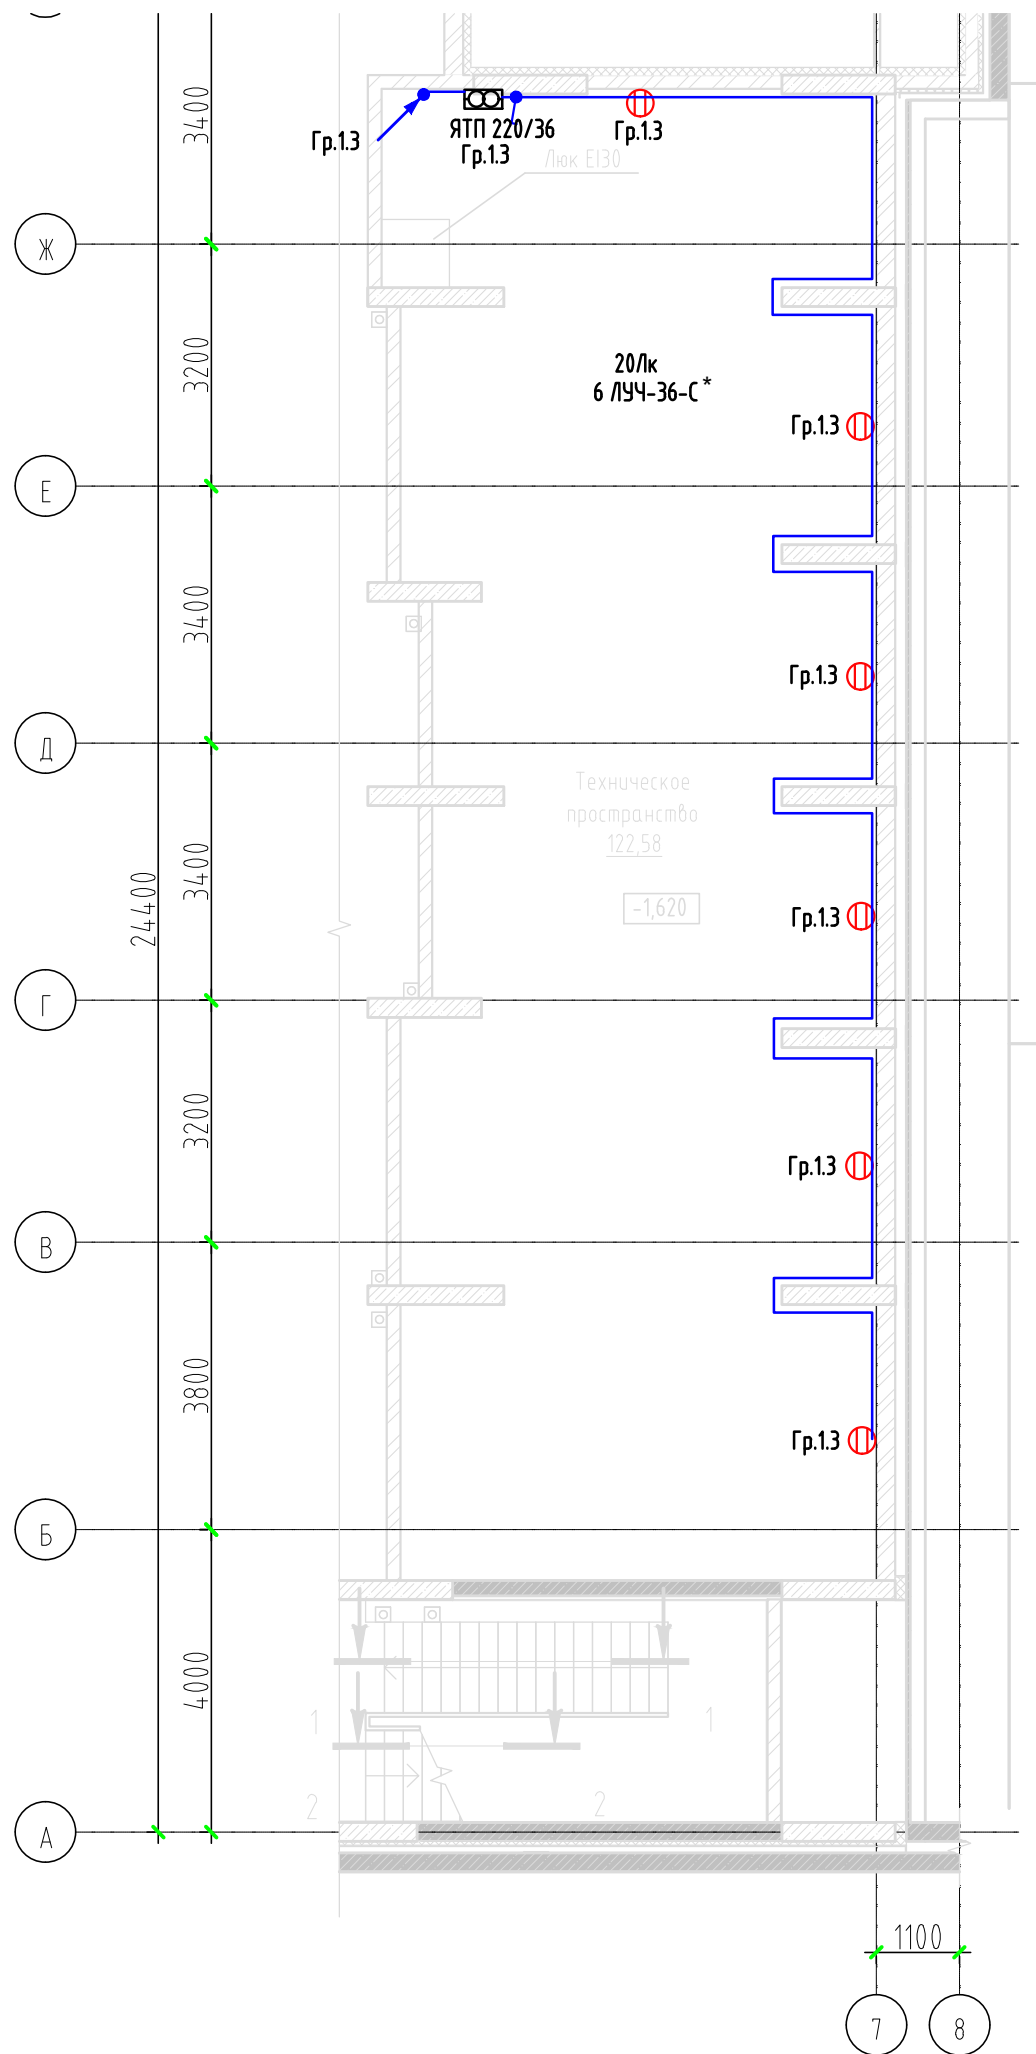 3400
Гр.1.3
ЯТП 220/36
Гр.1.3
Гр.1.3
Люк EI30
Ж
3200
20Лк
6 ЛУЧ-36-С*
Гр.1.3
Е
3400
Гр.1.3
Д
Техническое
пространство
122,58
3400
24400
-1,620
Гр.1.3
Г
3200
Гр.1.3
В
3800
Гр.1.3
Б
4000
1
1
2
2
А
1100
7
8